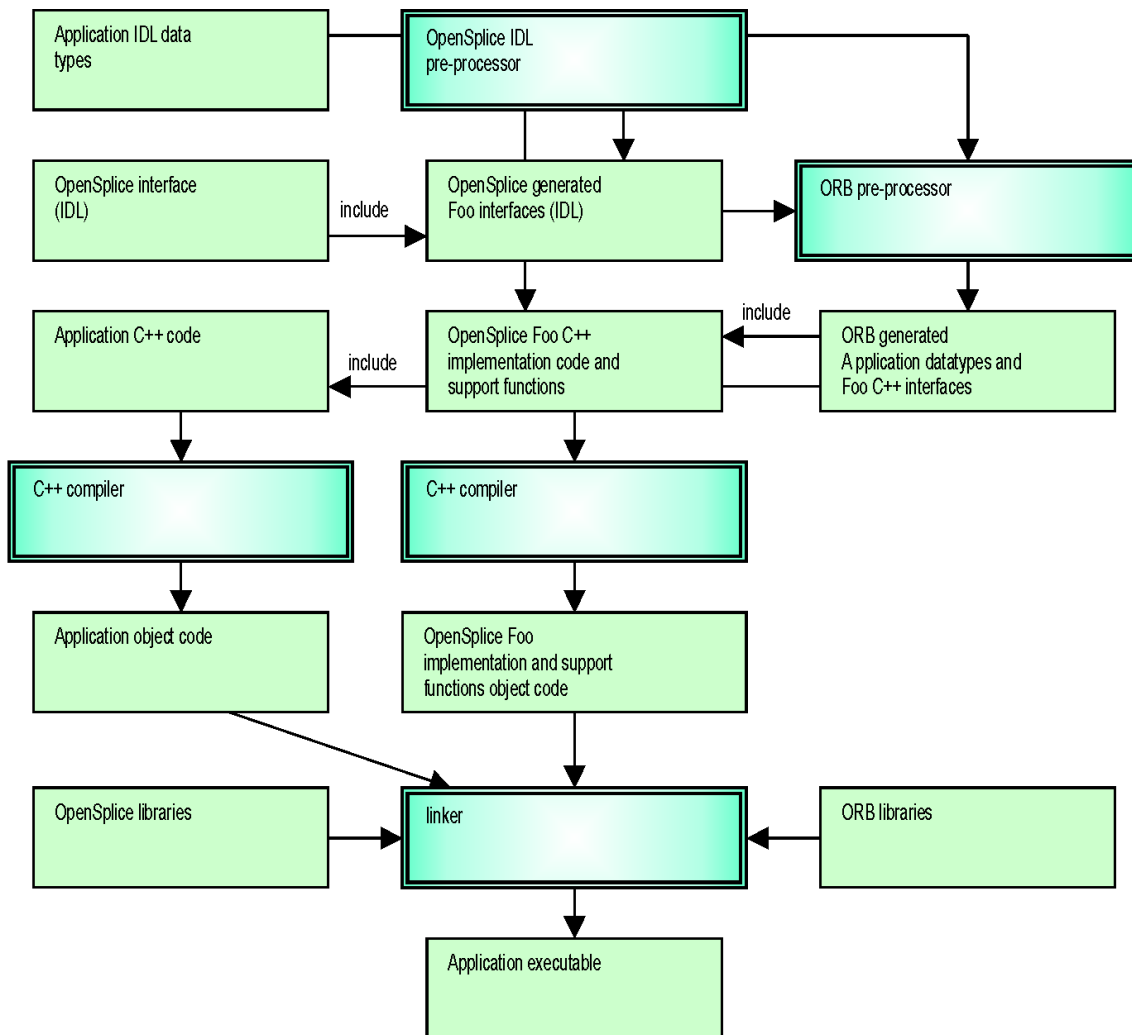 Application IDL data
types
OpenSplice IDL
pre-processor
OpenSplice interface
(IDL)
include
OpenSplice generated
Foo interfaces (IDL)
ORB pre-processor
Application C++ code
include
OpenSplice Foo C++
implementation code and
support functions
include
ORB generated
A pplication datatypes and
Foo C++ interfaces
C++ compiler
C++ compiler
Application object code
OpenSplice Foo
implementation and support
functions object code
OpenSplice libraries
linker
ORB libraries
Application executable